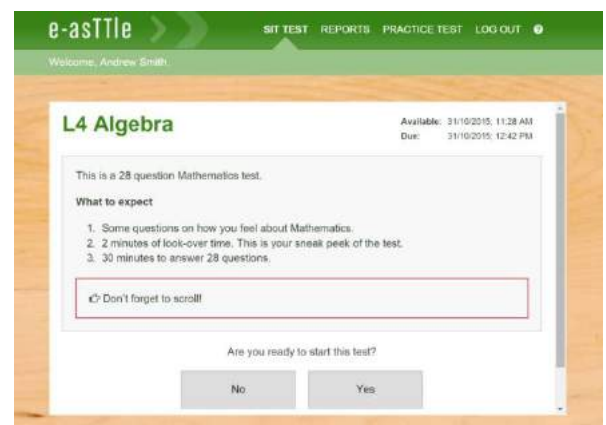 e-asTTle
SIT TEST REPORTS PRACTICE TEST LOG OUT ?
Welcome, Andrew Smith.
L4 Algebra
Available: 31/10/2015, 11:28 AM
Due: 31/10/2015, 12:42 PM
This is a 28 question Mathematics test.
What to expect
1. Some questions on how you feel about Mathematics.
2. 2 minutes of look-over time. This is your sneak peek of the test.
3. 30 minutes to answer 28 questions.
Don't forget to scroll!
Are you ready to start this test?
No Yes